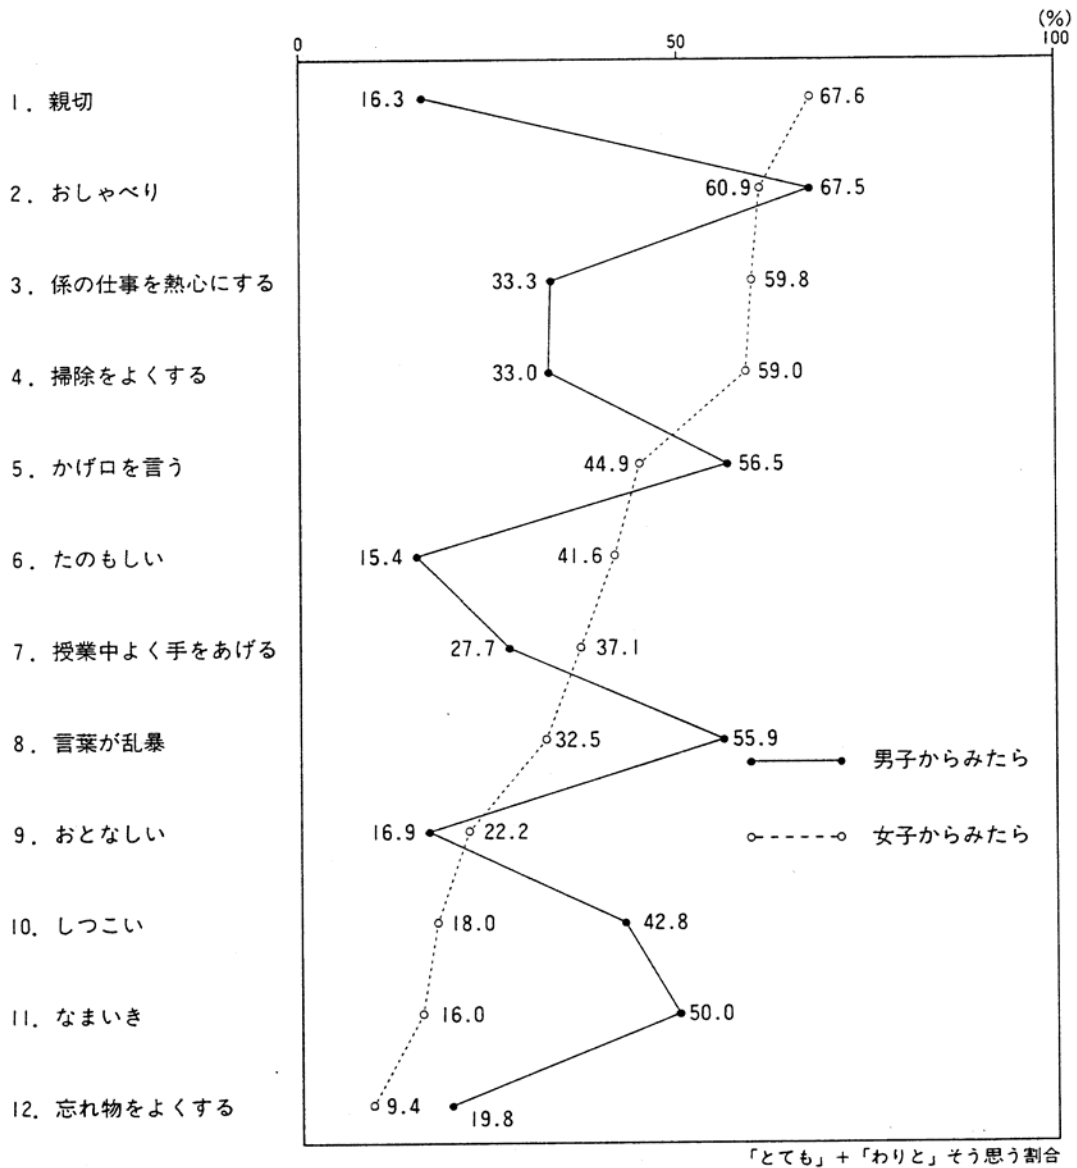 (%)
0 50 100
1. 親切 16.3 67.6
2. おしゃべり 60.9 67.5
3. 係の仕事を熱心にする 33.3 59.8
4. 掃除をよくする 33.0 59.0
5. かげ口を言う 44.9 56.5
6. たのもしい 15.4 41.6
7. 授業中よく手をあげる 27.7 37.1
8. 言葉が乱暴 32.5 55.9
男子からみたら
9. おとなしい 16.9 22.2
女子からみたら
10. しつこい 18.0 42.8
11. なまいき 16.0 50.0
12. 忘れ物をよくする 9.4 19.8
「とても」+「わりと」そう思う割合